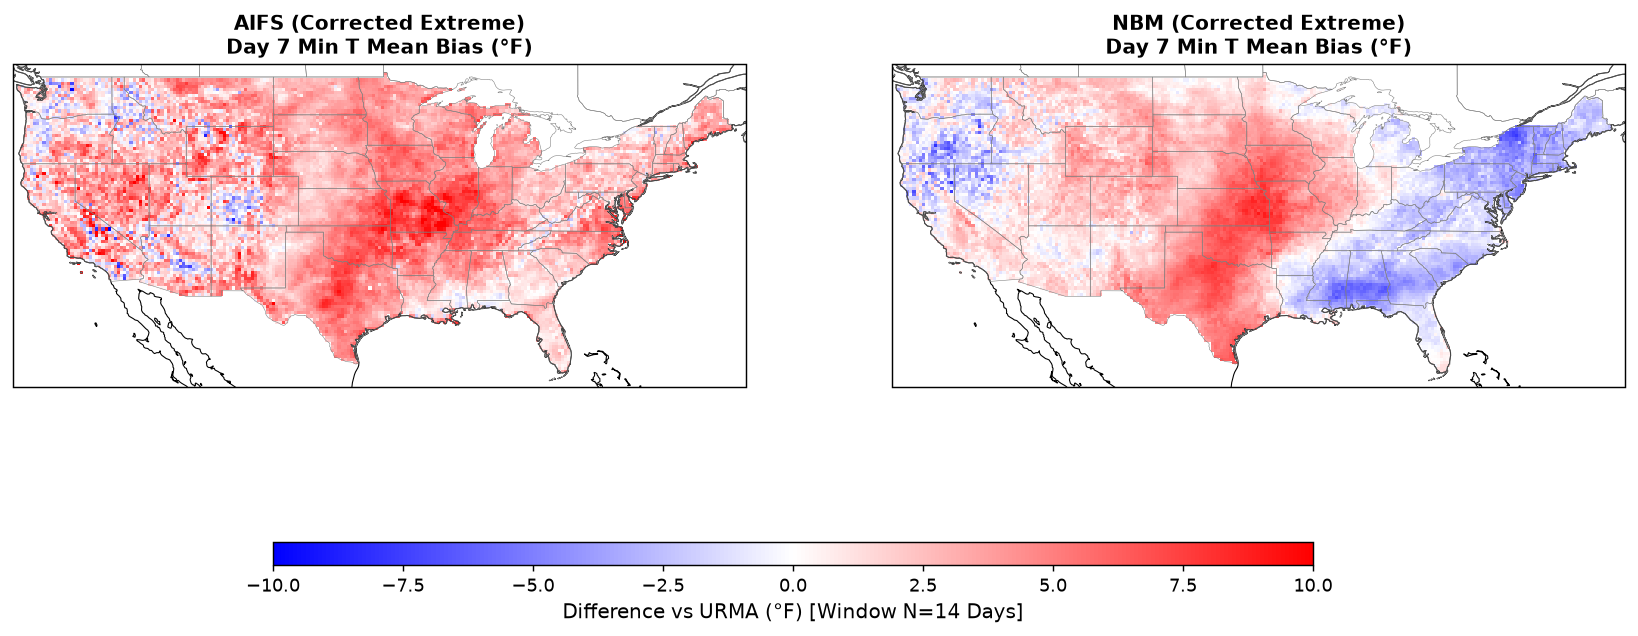 AIFS (Corrected Extreme)
Day 7 Min T Mean Bias (°F)
NBM (Corrected Extreme)
Day 7 Min T Mean Bias (°F)
−10.0 −7.5 −5.0 −2.5 0.0 2.5 5.0 7.5 10.0
Difference vs URMA (°F) [Window N=14 Days]